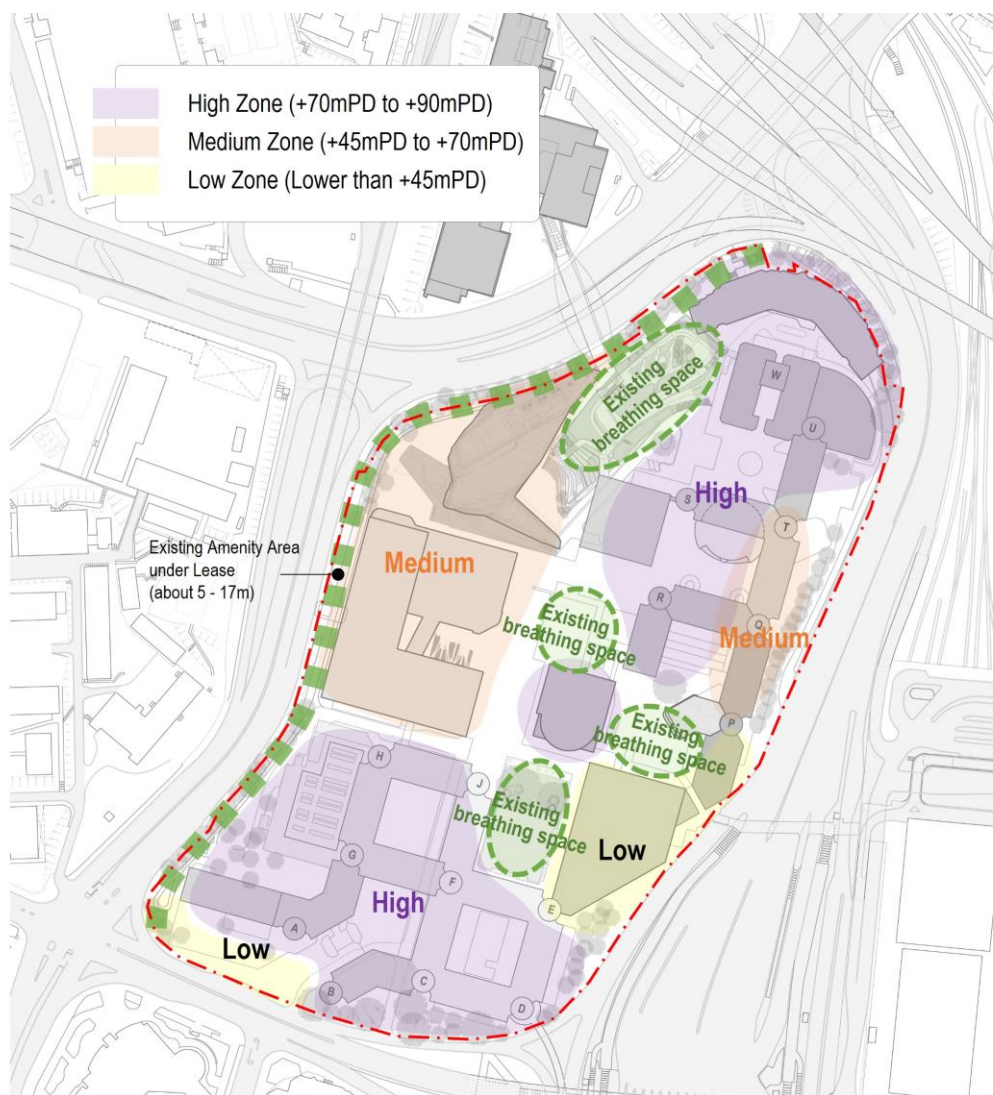 High Zone (+70mPD to +90mPD)
Medium Zone (+45mPD to +70mPD)
Low Zone (Lower than +45mPD)
Existing
breathing space
W
U
S
High
T
Existing Amenity Area
under Lease
(about 5 - 17m)
Medium
R
Q
Medium
Existing
breathing space
P
Existing
breathing space
H
J
Existing
breathing space
G
F
Low
High
E
A
Low
B
C
D